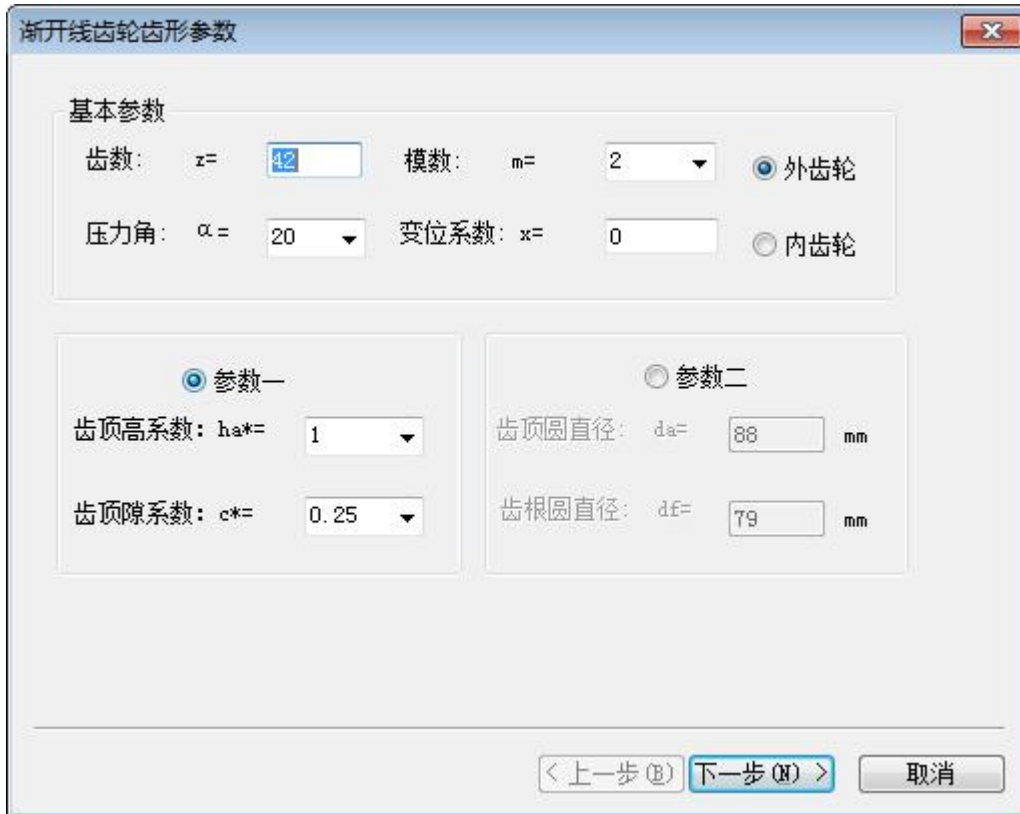 渐开线齿轮齿形参数
基本参数
齿数: z= 42 模数: m= 2 外齿轮
压力角: α= 20 变位系数: x= 0 内齿轮
参数一 参数二
齿顶高系数: ha*= 1 齿顶圆直径: da= 88 mm
齿顶隙系数: c*= 0.25 齿根圆直径: df= 79 mm
< 上一步(B) 下一步(N) > 取消